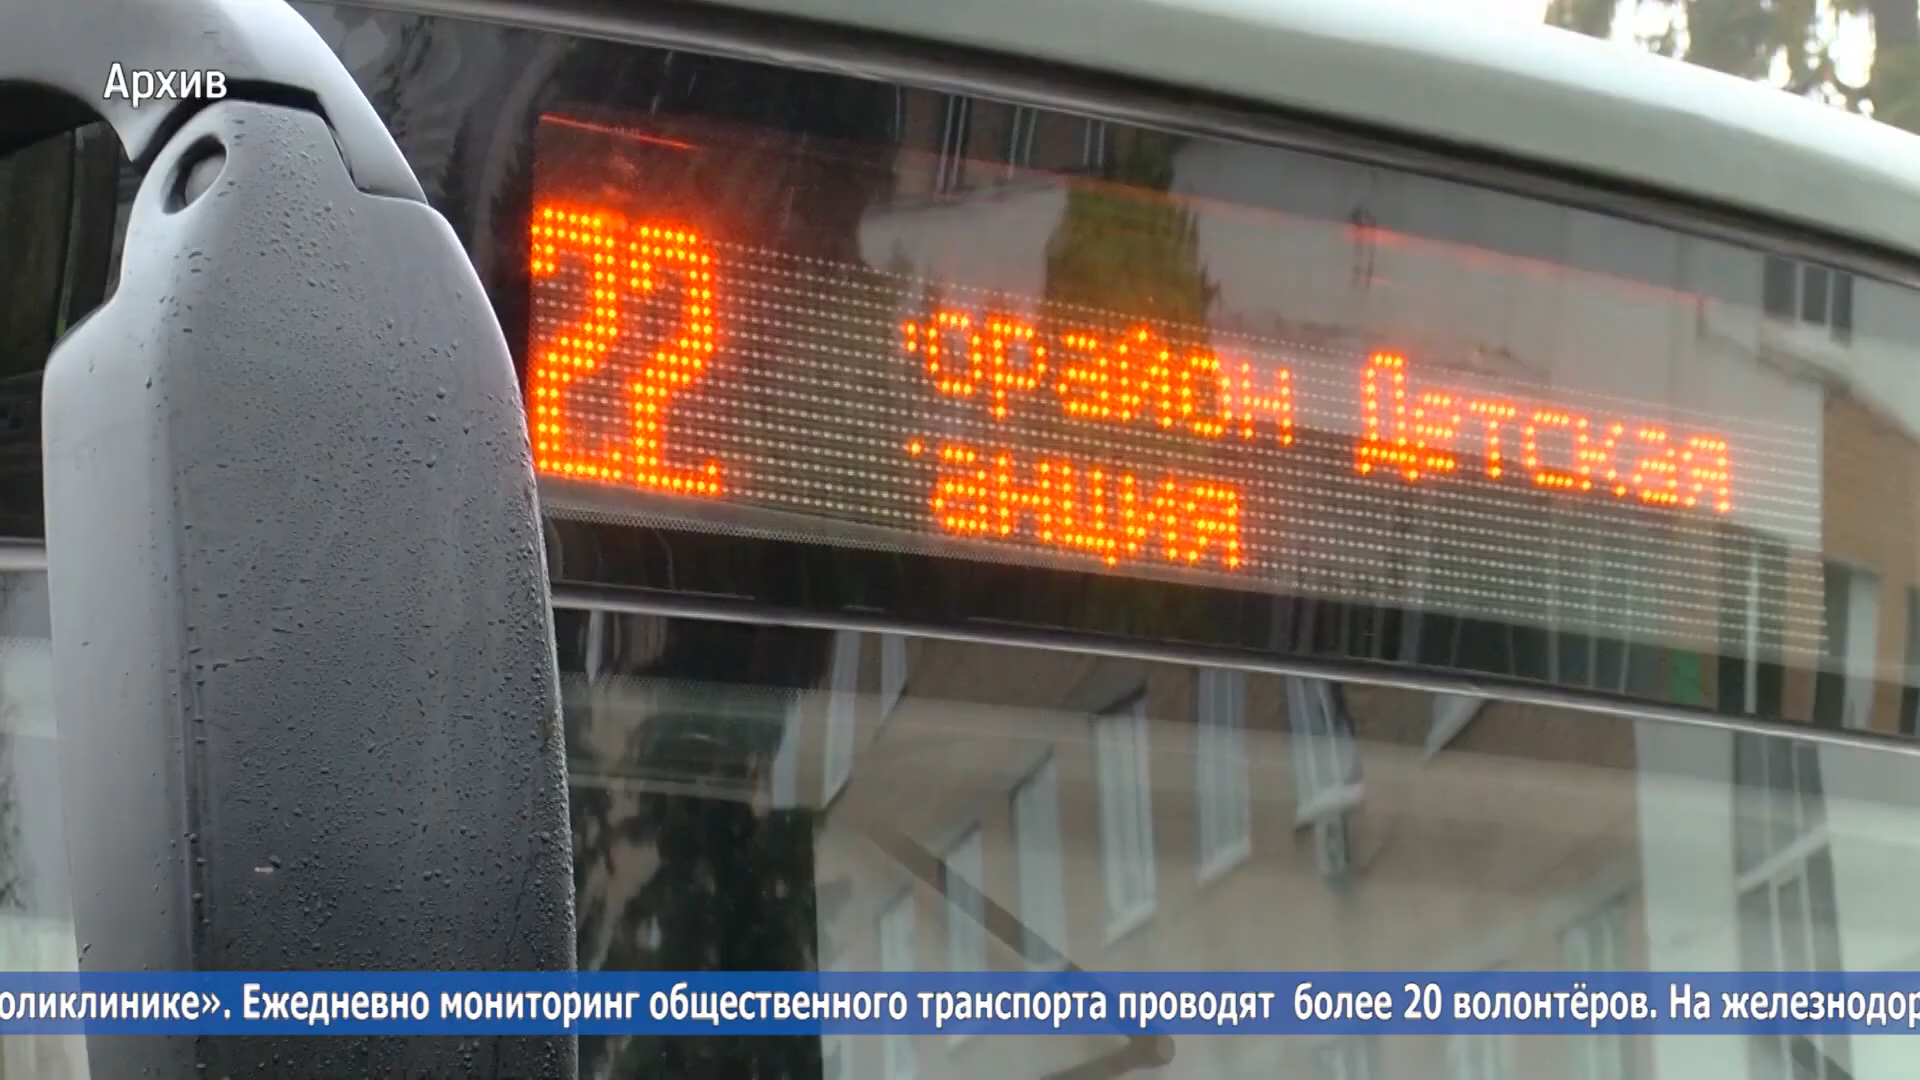 Архив
22
орайон Детская
анция
оликлинике». Ежедневно мониторинг общественного транспорта проводят более 20 волонтёров. На железнодор